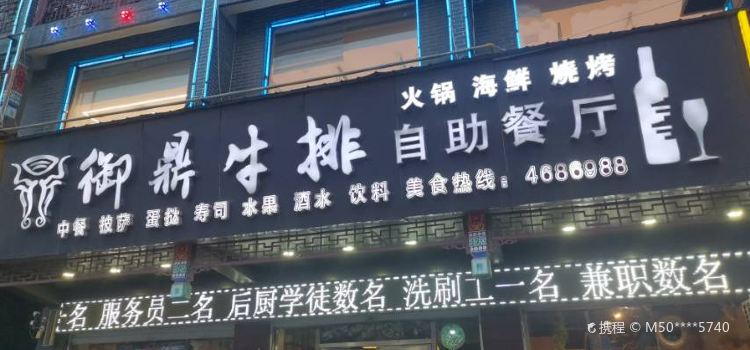 火锅 海鲜 烧烤
御鼎牛排 自助餐厅
中餐 披萨 蛋挞 寿司 水果 酒水 饮料 美食热线：4686988
名 服务员二名 后厨学徒数名 洗刷工一名 兼职数名
携程 © M50****5740